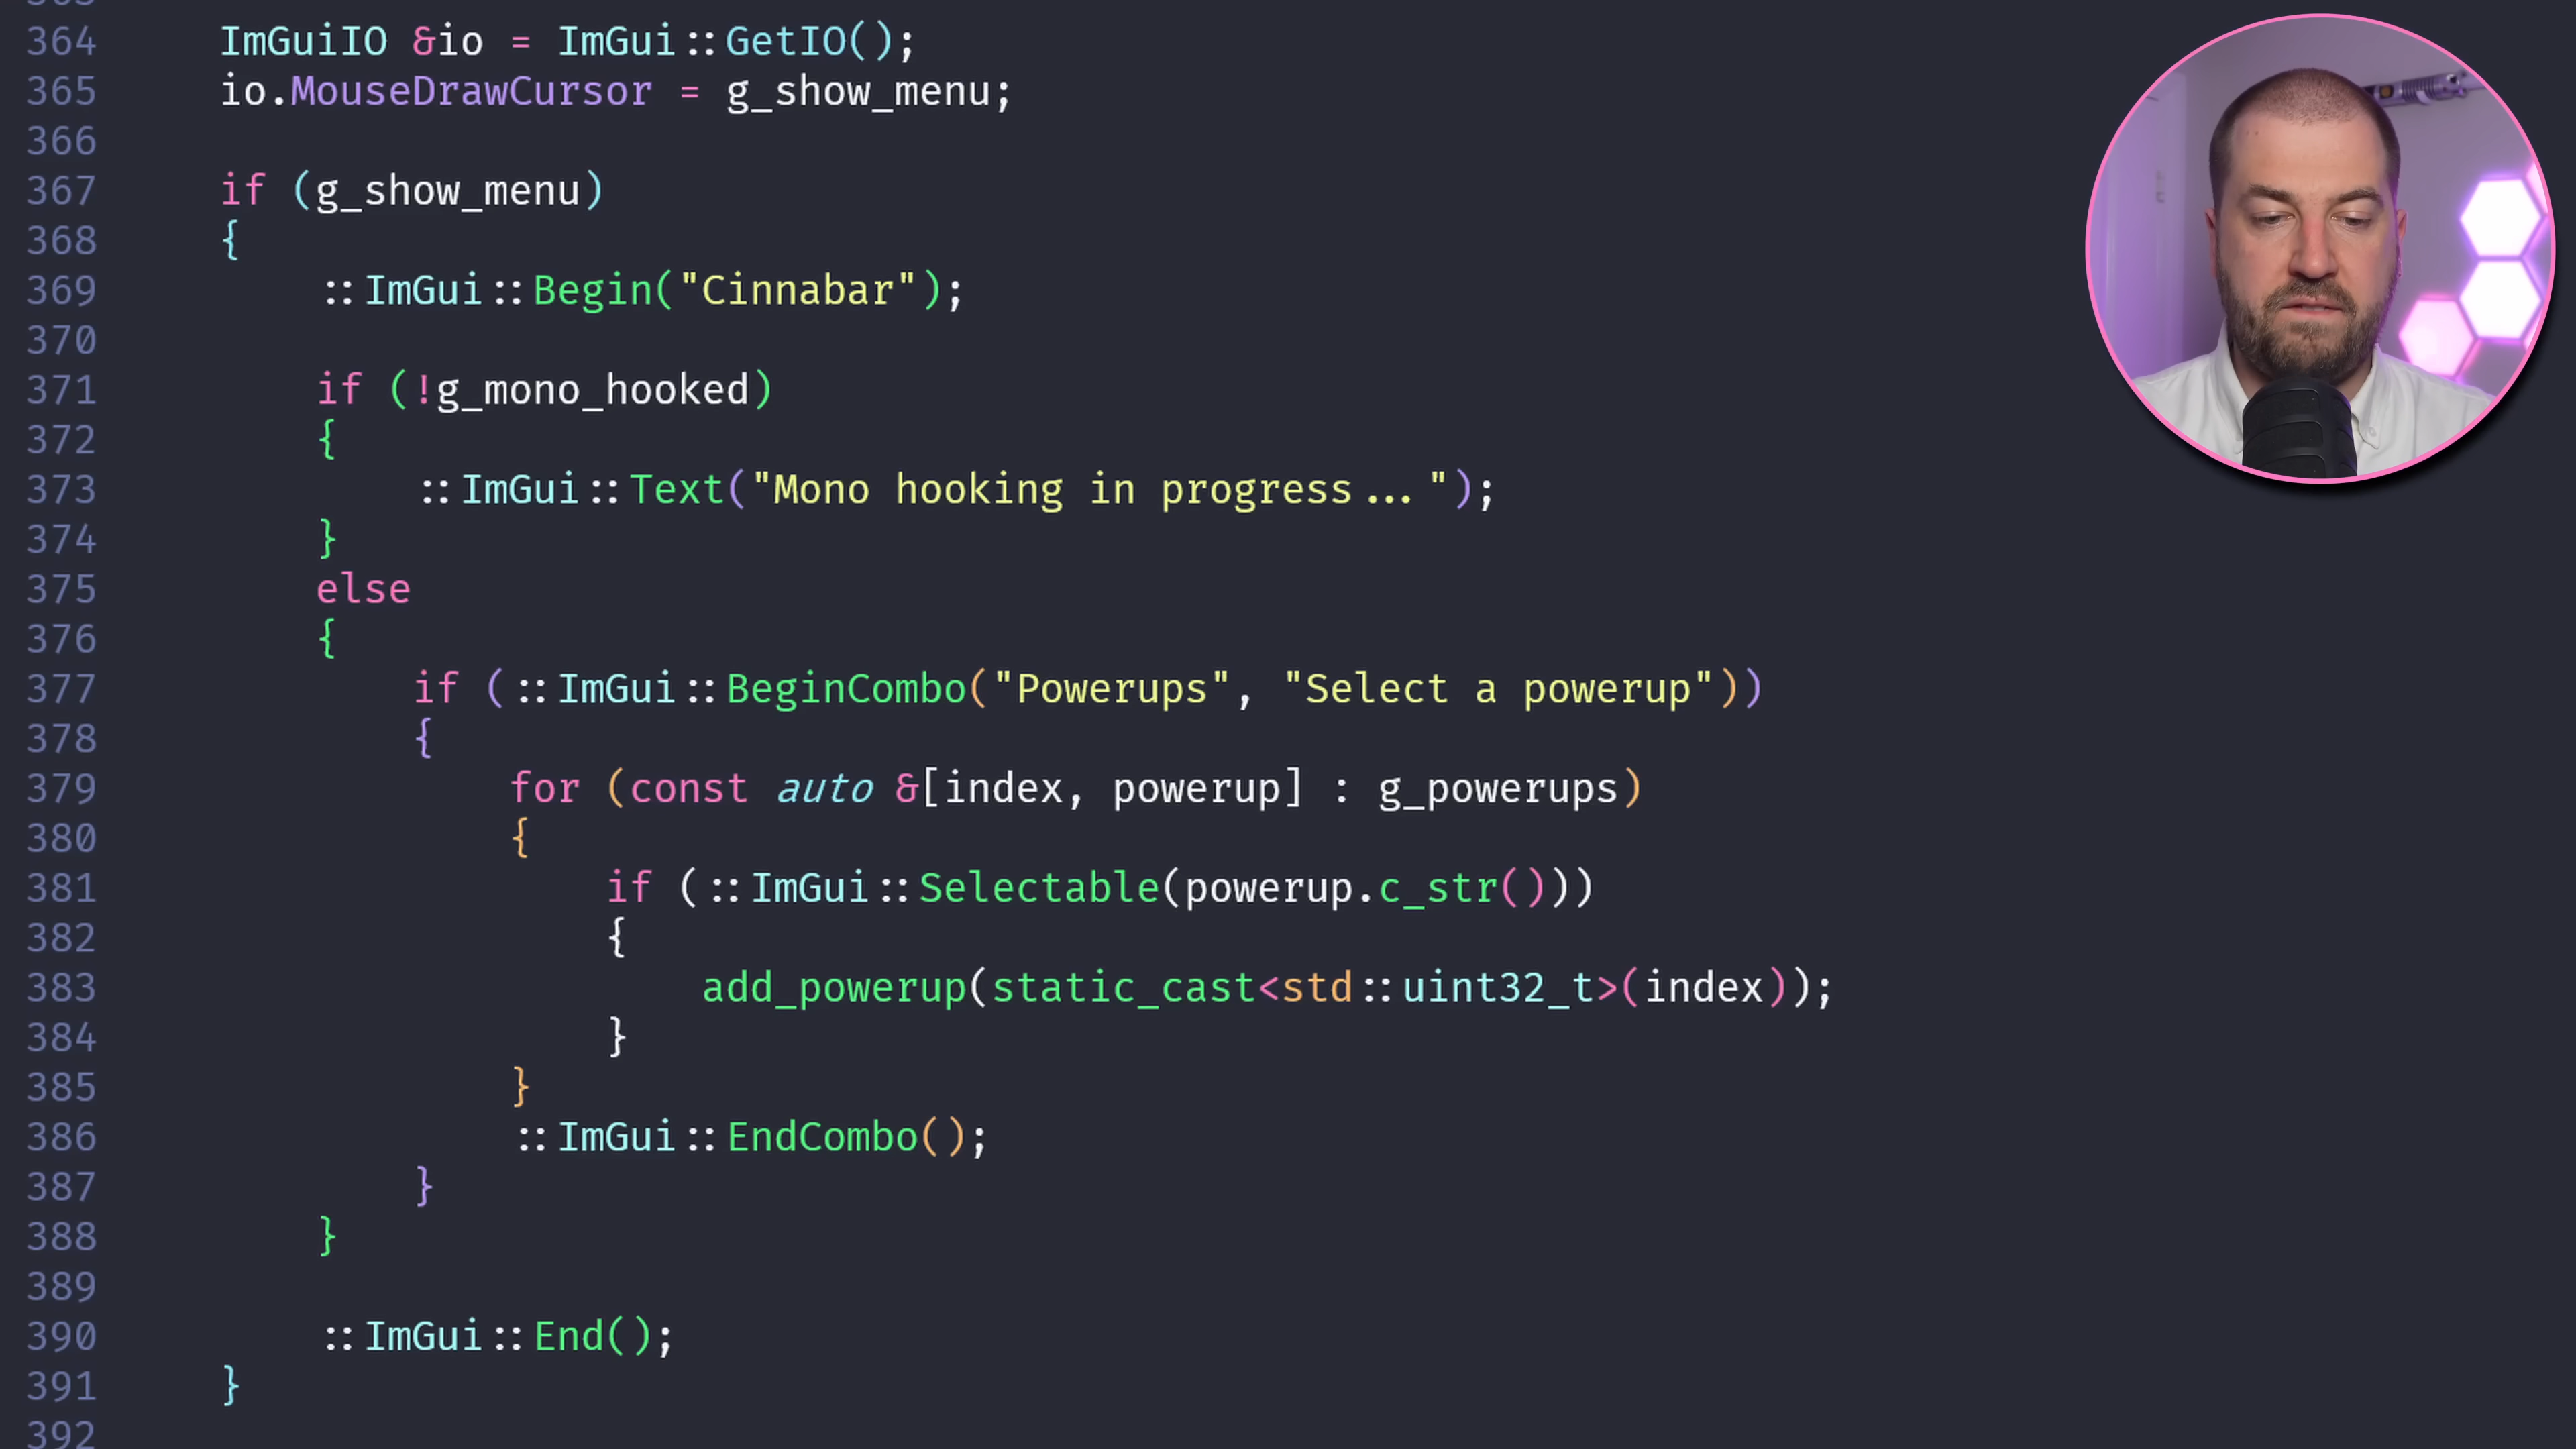 364 ImGuiIO &io = ImGui::GetIO();
365 io.MouseDrawCursor = g_show_menu;
366
367 if (g_show_menu)
368 {
369 ::ImGui::Begin("Cinnabar");
370
371 if (!g_mono_hooked)
372 {
373 ::ImGui::Text("Mono hooking in progress...");
374 }
375 else
376 {
377 if (::ImGui::BeginCombo("Powerups", "Select a powerup"))
378 {
379 for (const auto &[index, powerup] : g_powerups)
380 {
381 if (::ImGui::Selectable(powerup.c_str()))
382 {
383 add_powerup(static_cast<std::uint32_t>(index));
384 }
385 }
386 ::ImGui::EndCombo();
387 }
388 }
389
390 ::ImGui::End();
391 }
392